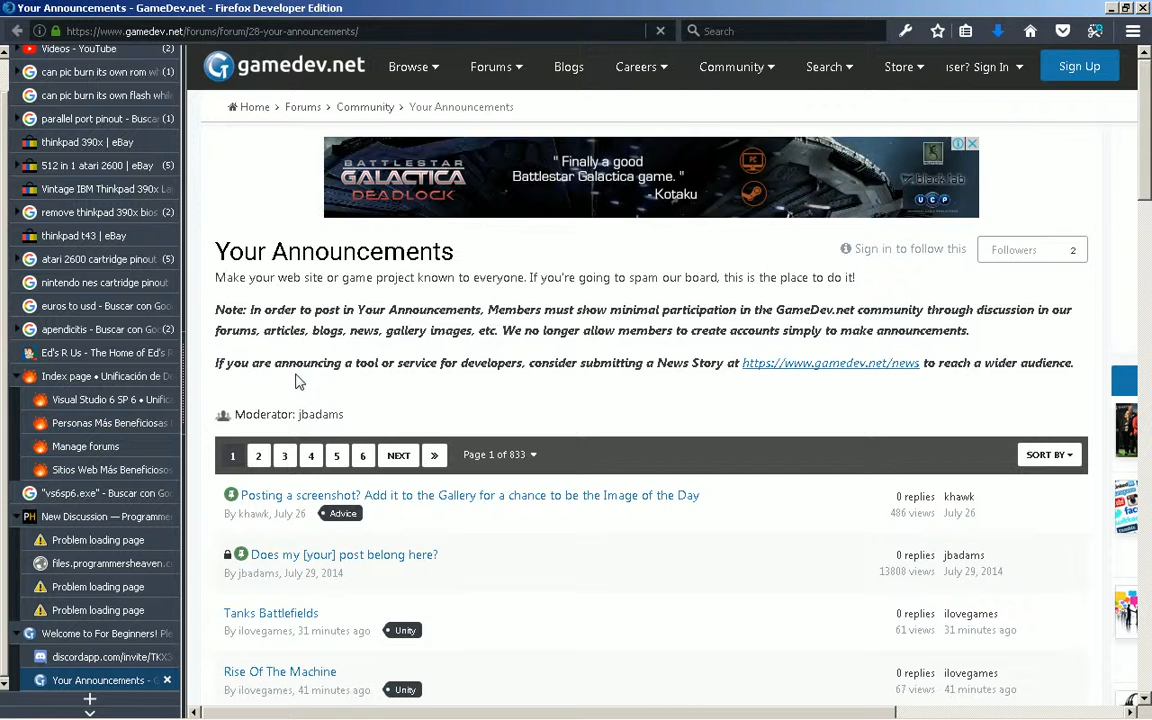 Your Announcements - GameDev.net - Firefox Developer Edition
https://www.gamedev.net/forums/forum/28-your-announcements/
Search
Videos - YouTube (2)
can pic burn its own rom w (1)
can pic burn its own flash while
parallel port pinout - Buscar (1)
thinkpad 390x | eBay
512 in 1 atari 2600 | eBay (5)
Vintage IBM Thinkpad 390x La
remove thinkpad 390x bios (2)
thinkpad t43 | eBay
atari 2600 cartridge pinout (5)
nintendo nes cartridge pinout
euros to usd - Buscar con Goo
apendicitis - Buscar con G (2)
Ed's R Us - The Home of Ed's R
Index page • Unificación de D
Visual Studio 6 SP 6 • Unific
Personas Más Beneficiosas
Manage forums
Sitios Web Más Beneficiosos
"vs6sp6.exe" - Buscar con Go
New Discussion — Programme
Problem loading page
files.programmersheaven.c
Problem loading page
Problem loading page
Welcome to For Beginners! Ple
discordapp.com/invite/TKX
Your Announcements - G
gamedev.net
Browse Forums Blogs Careers Community Search Store user? Sign In Sign Up
Home > Forums > Community > Your Announcements
BATTLESTAR
GALACTICA
DEADLOCK
" Finally a good
Battlestar Galactica game. "
Kotaku
PC
STEAM
black lab
UCP
Your Announcements
Sign in to follow this
Followers 2
Make your web site or game project known to everyone. If you're going to spam our board, this is the place to do it!
Note: In order to post in Your Announcements, Members must show minimal participation in the GameDev.net community through discussion in our
forums, articles, blogs, news, gallery images, etc. We no longer allow members to create accounts simply to make announcements.
If you are announcing a tool or service for developers, consider submitting a News Story at https://www.gamedev.net/news to reach a wider audience.
Moderator: jbadams
1 2 3 4 5 6 NEXT » Page 1 of 833 SORT BY
Posting a screenshot? Add it to the Gallery for a chance to be the Image of the Day
By khawk, July 26 Advice
0 replies khawk
486 views July 26
Does my [your] post belong here?
By jbadams, July 29, 2014
0 replies jbadams
13808 views July 29, 2014
Tanks Battlefields
By ilovegames, 31 minutes ago Unity
0 replies ilovegames
61 views 31 minutes ago
Rise Of The Machine
By ilovegames, 41 minutes ago Unity
0 replies ilovegames
67 views 41 minutes ago